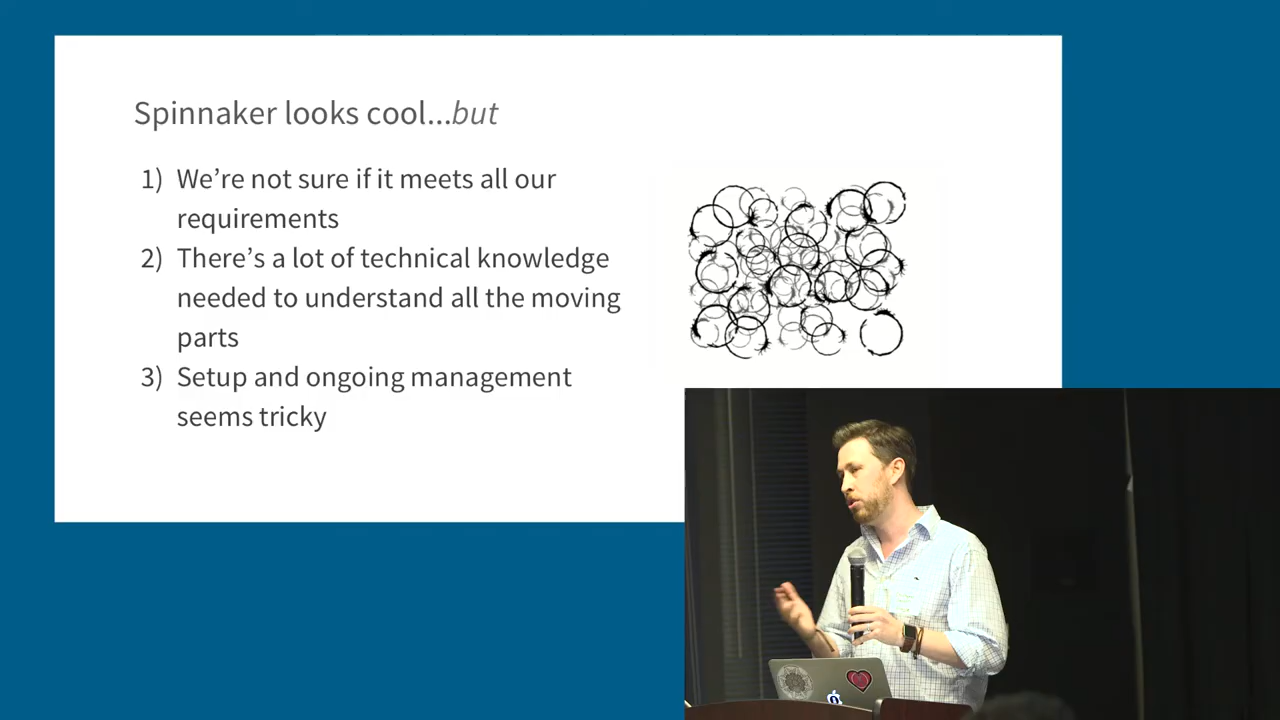 Spinnaker looks cool...but
1) We’re not sure if it meets all our
requirements
2) There’s a lot of technical knowledge
needed to understand all the moving
parts
3) Setup and ongoing management
seems tricky